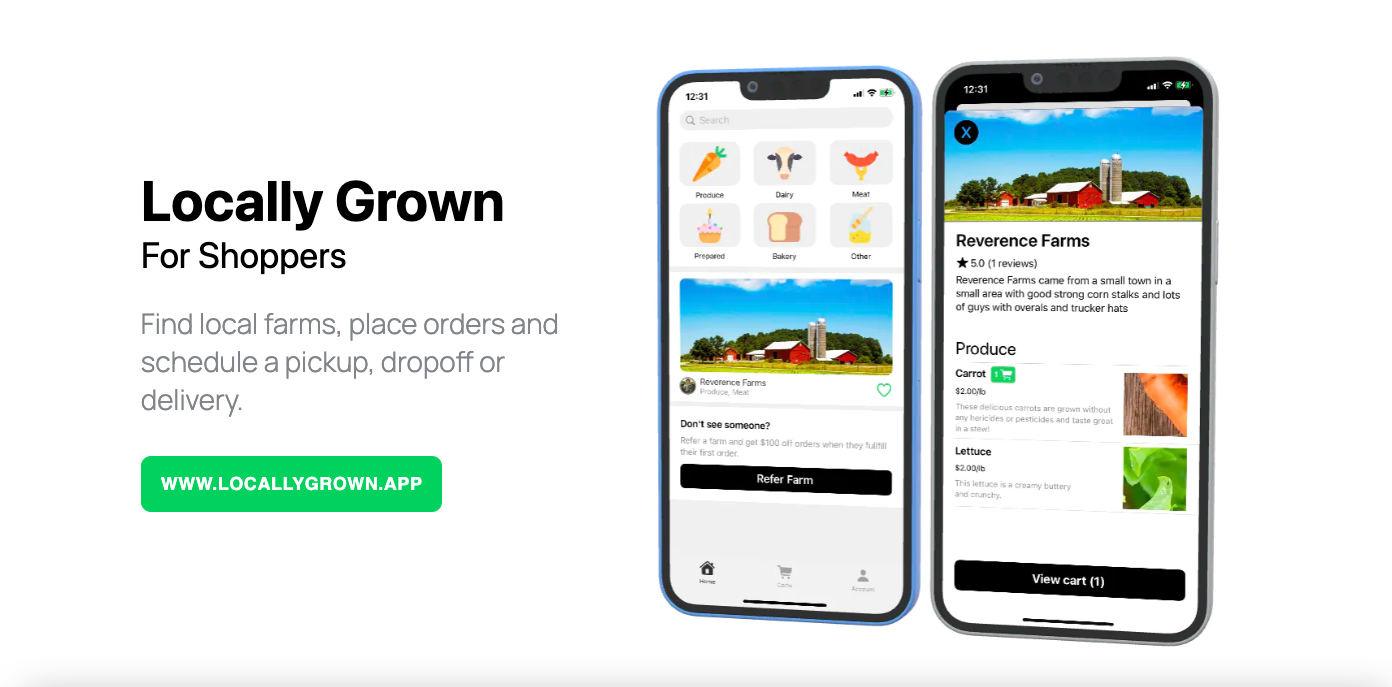 Locally Grown
For Shoppers
Find local farms, place orders and
schedule a pickup, dropoff or
delivery.
WWW.LOCALLYGROWN.APP
12:31
Search
Produce
Dairy
Meat
Prepared
Bakery
Other
Reverence Farms
Produce, Meat
Don't see someone?
Refer a farm and get $100 off orders when they fullfill
their first order.
Refer Farm
Home
Carts
Account
12:31
X
Reverence Farms
5.0 (1 reviews)
Reverence Farms came from a small town in a
small area with good strong corn stalks and lots
of guys with overals and trucker hats
Produce
Carrot 1
$2.00/lb
These delicious carrots are grown without
any hericides or pesticides and taste great
in a stew!
Lettuce
$2.00/lb
This lettuce is a creamy buttery
and crunchy.
View cart (1)